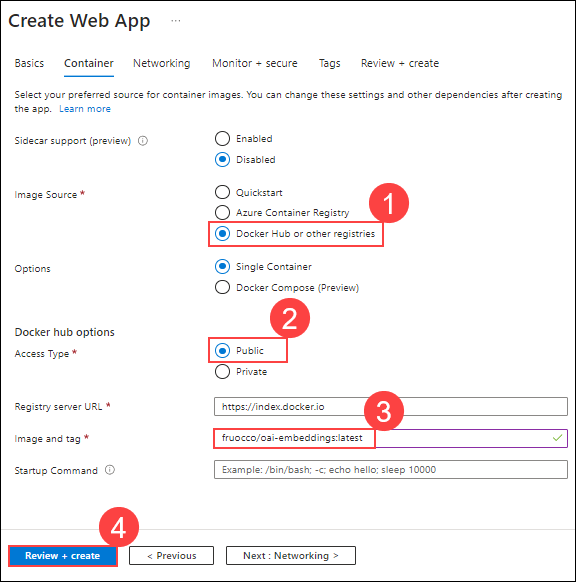 Create Web App ...
Basics Container Networking Monitor + secure Tags Review + create
Select your preferred source for container images. You can change these settings and other dependencies after creating
the app. Learn more
Sidecar support (preview) Enabled
Disabled
Image Source * Quickstart
1
Azure Container Registry
Docker Hub or other registries
Options Single Container
Docker Compose (Preview)
2
Docker hub options
Access Type * Public
Private
3
Registry server URL * https://index.docker.io
Image and tag * fruocco/oai-embeddings:latest
Startup Command Example: /bin/bash; -c; echo hello; sleep 10000
4
Review + create < Previous Next : Networking >